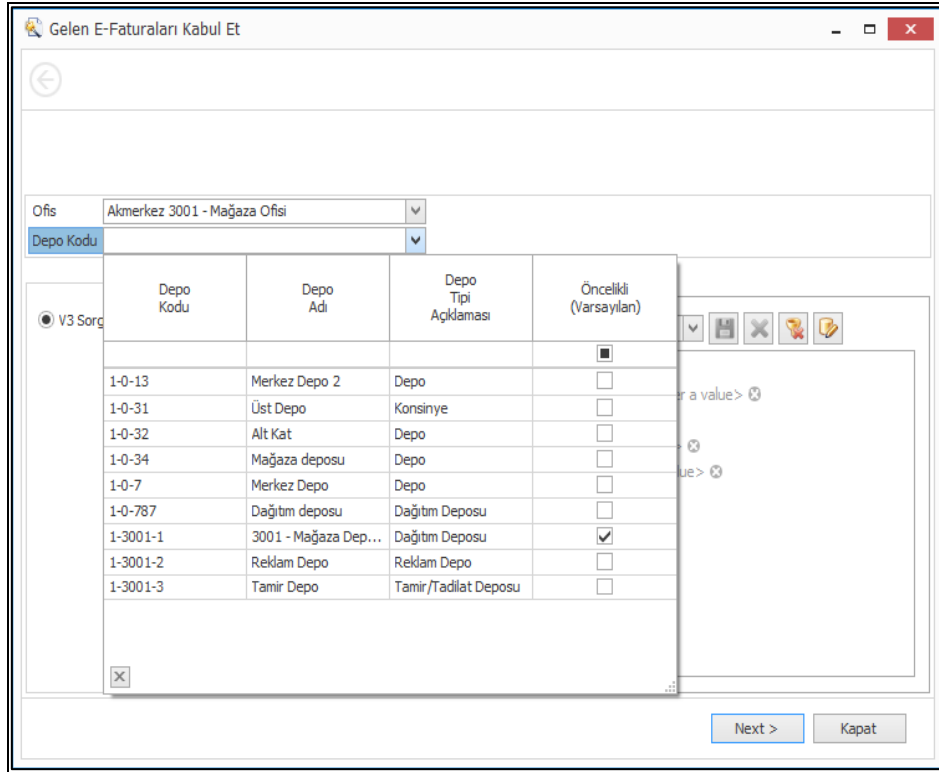 Gelen E-Faturaları Kabul Et
Ofis Akmerkez 3001 - Mağaza Ofisi
Depo Kodu
Depo Kodu Depo Adı Depo Tipi Açıklaması Öncelikli (Varsayılan)
V3 Sorg
1-0-13 Merkez Depo 2 Depo
r a value>
1-0-31 Üst Depo Konsinye
1-0-32 Alt Kat Depo
>
1-0-34 Mağaza deposu Depo
lue>
1-0-7 Merkez Depo Depo
1-0-787 Dağıtım deposu Dağıtım Deposu
1-3001-1 3001 - Mağaza Dep... Dağıtım Deposu
1-3001-2 Reklam Depo Reklam Depo
1-3001-3 Tamir Depo Tamir/Tadilat Deposu
Next > Kapat